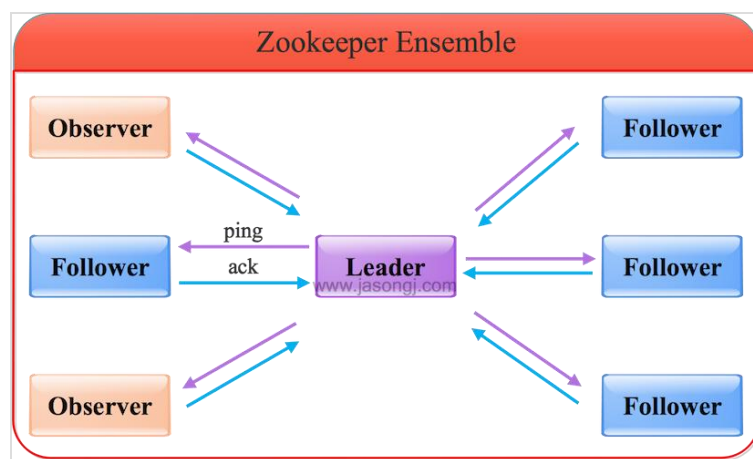 Zookeeper Ensemble
Observer
Follower
ping
Follower
ack
Leader
Follower
www.jasongj.com
Observer
Follower